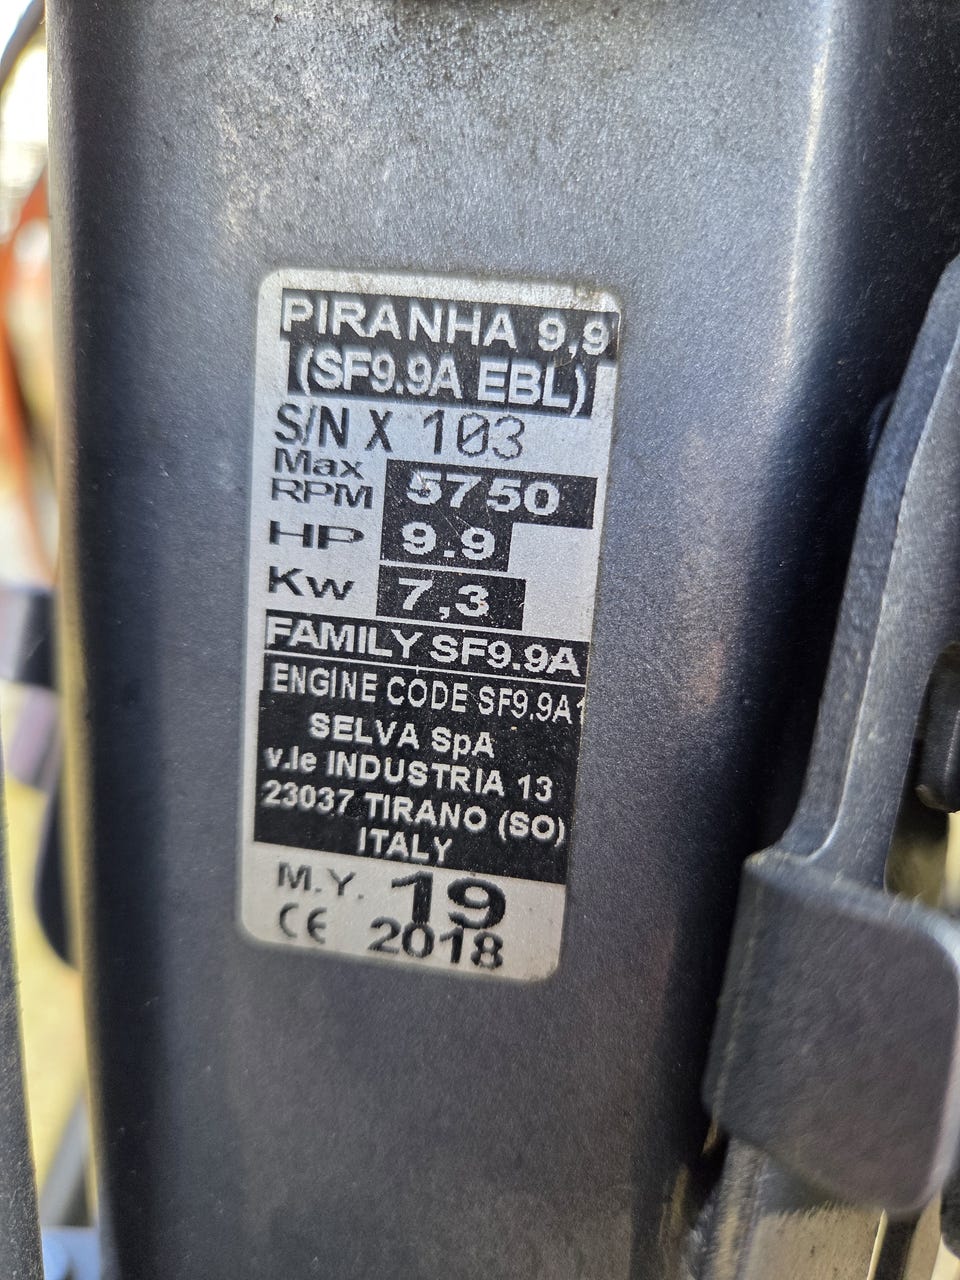 PIRANHA 9,9
(SF9.9A EBL)
S/N X 103
Max
RPM 5750
HP 9.9
Kw 7,3
FAMILY SF9.9A
ENGINE CODE SF9.9A1
SELVA SpA
v.le INDUSTRIA 13
23037 TIRANO (SO)
ITALY
M.Y. 19
CE 2018